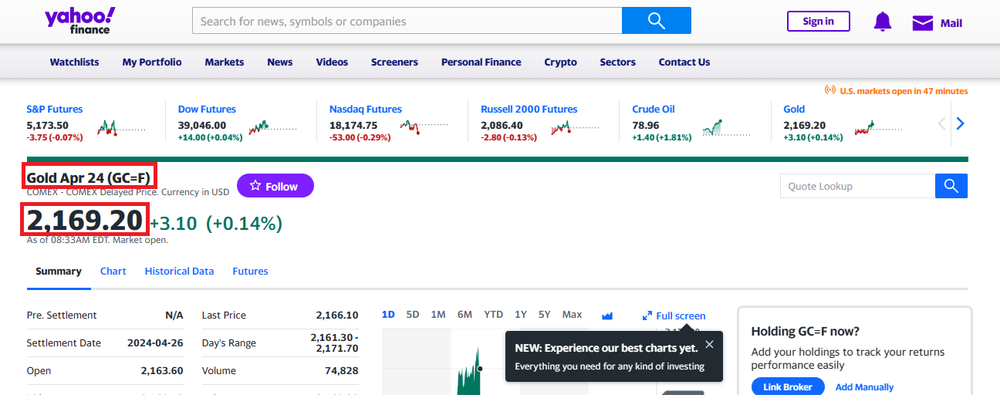 yahoo!
finance
Search for news, symbols or companies
Sign in
Mail
Watchlists My Portfolio Markets News Videos Screeners Personal Finance Crypto Sectors Contact Us
U.S. markets open in 47 minutes
S&P Futures
5,173.50
-3.75 (-0.07%)
Dow Futures
39,046.00
+14.00 (+0.04%)
Nasdaq Futures
18,174.75
-53.00 (-0.29%)
Russell 2000 Futures
2,086.40
-2.80 (-0.13%)
Crude Oil
78.96
+1.40 (+1.81%)
Gold
2,169.20
+3.10 (+0.14%)
Gold Apr 24 (GC=F)
COMEX - COMEX Delayed Price. Currency in USD
Follow
Quote Lookup
2,169.20 +3.10 (+0.14%)
As of 08:33AM EDT. Market open.
Summary Chart Historical Data Futures
Pre. Settlement N/A
Settlement Date 2024-04-26
Open 2,163.60
Last Price 2,166.10
Day's Range 2,161.30 -
2,171.70
Volume 74,828
1D 5D 1M 6M YTD 1Y 5Y Max
Full screen
NEW: Experience our best charts yet.
Everything you need for any kind of investing
Holding GC=F now?
Add your holdings to track your returns
performance easily
Link Broker Add Manually